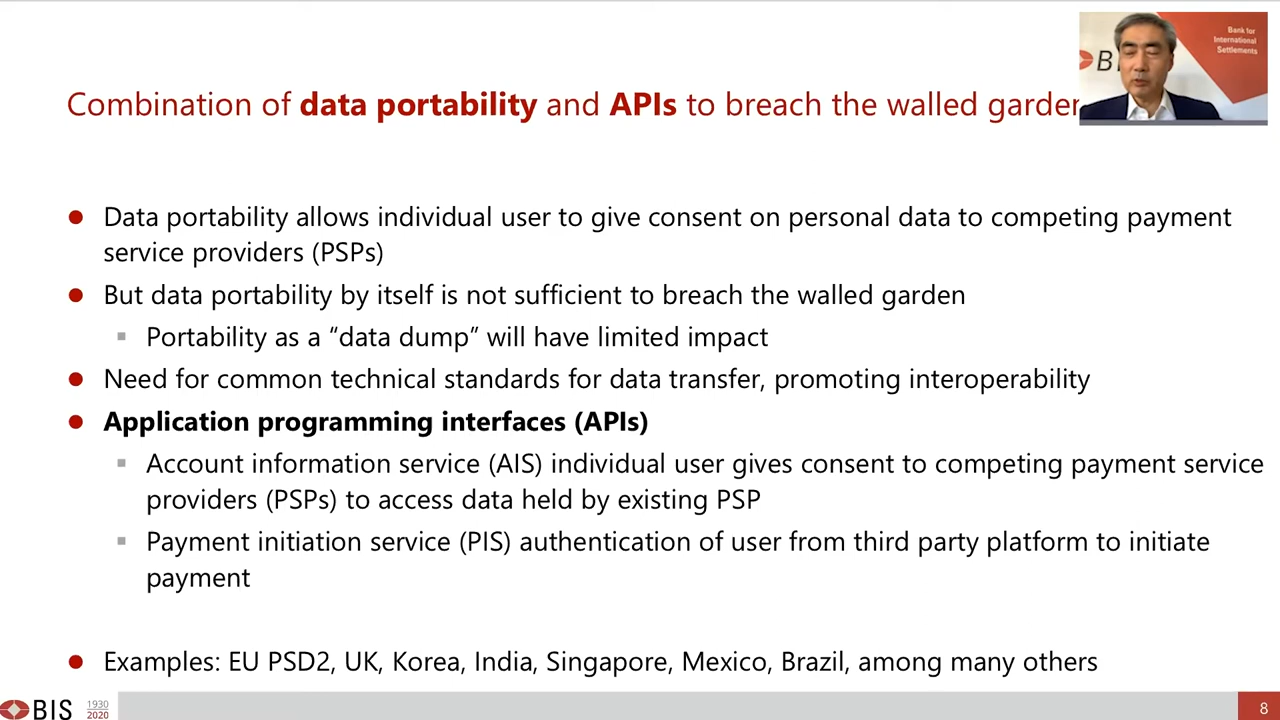 Bank for
International
Settlements
Combination of data portability and APIs to breach the walled garden
Data portability allows individual user to give consent on personal data to competing payment
service providers (PSPs)
But data portability by itself is not sufficient to breach the walled garden
Portability as a “data dump” will have limited impact
Need for common technical standards for data transfer, promoting interoperability
Application programming interfaces (APIs)
Account information service (AIS) individual user gives consent to competing payment service
providers (PSPs) to access data held by existing PSP
Payment initiation service (PIS) authentication of user from third party platform to initiate
payment
Examples: EU PSD2, UK, Korea, India, Singapore, Mexico, Brazil, among many others
BIS
1930
2020
8